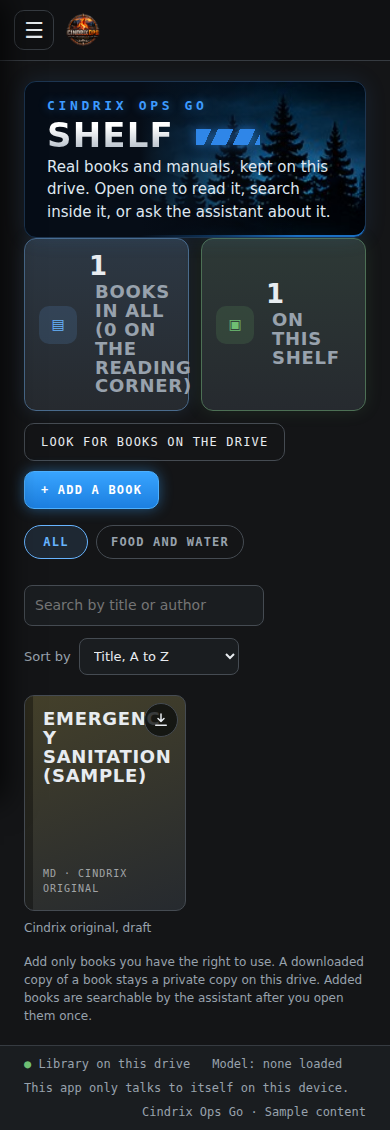 ☰ CINDRIX OPS
CINDRIX OPS GO
SHELF
Real books and manuals, kept on this
drive. Open one to read it, search
inside it, or ask the assistant about it.
1
BOOKS
IN ALL
(0 ON
THE
READING
CORNER)
1
ON
THIS
SHELF
LOOK FOR BOOKS ON THE DRIVE
+ ADD A BOOK
ALL
FOOD AND WATER
Search by title or author
Sort by Title, A to Z
EMERGENC
Y
SANITATION
(SAMPLE)
MD · CINDRIX
ORIGINAL
Cindrix original, draft
Add only books you have the right to use. A downloaded
copy of a book stays a private copy on this drive. Added
books are searchable by the assistant after you open
them once.
● Library on this drive Model: none loaded
This app only talks to itself on this device.
Cindrix Ops Go · Sample content